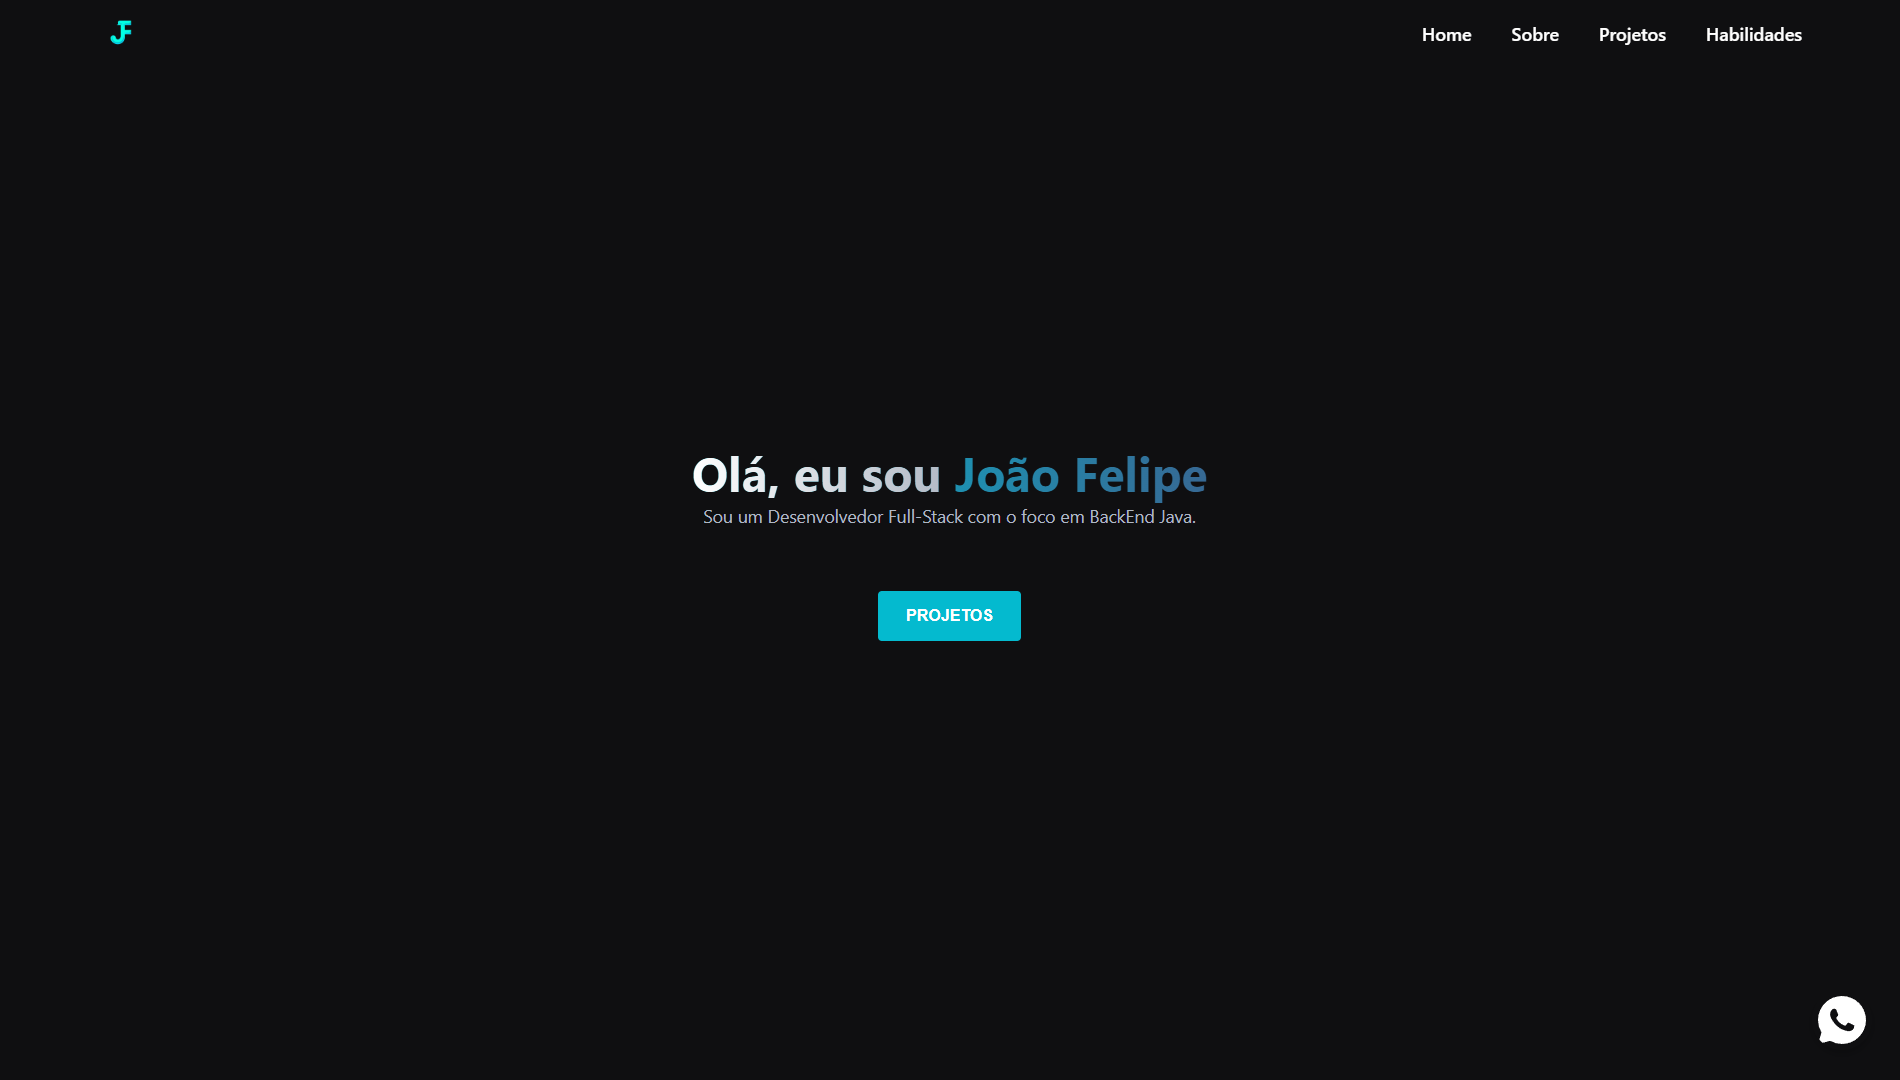 JF
Home Sobre Projetos Habilidades
Olá, eu sou João Felipe
Sou um Desenvolvedor Full-Stack com o foco em BackEnd Java.
PROJETOS